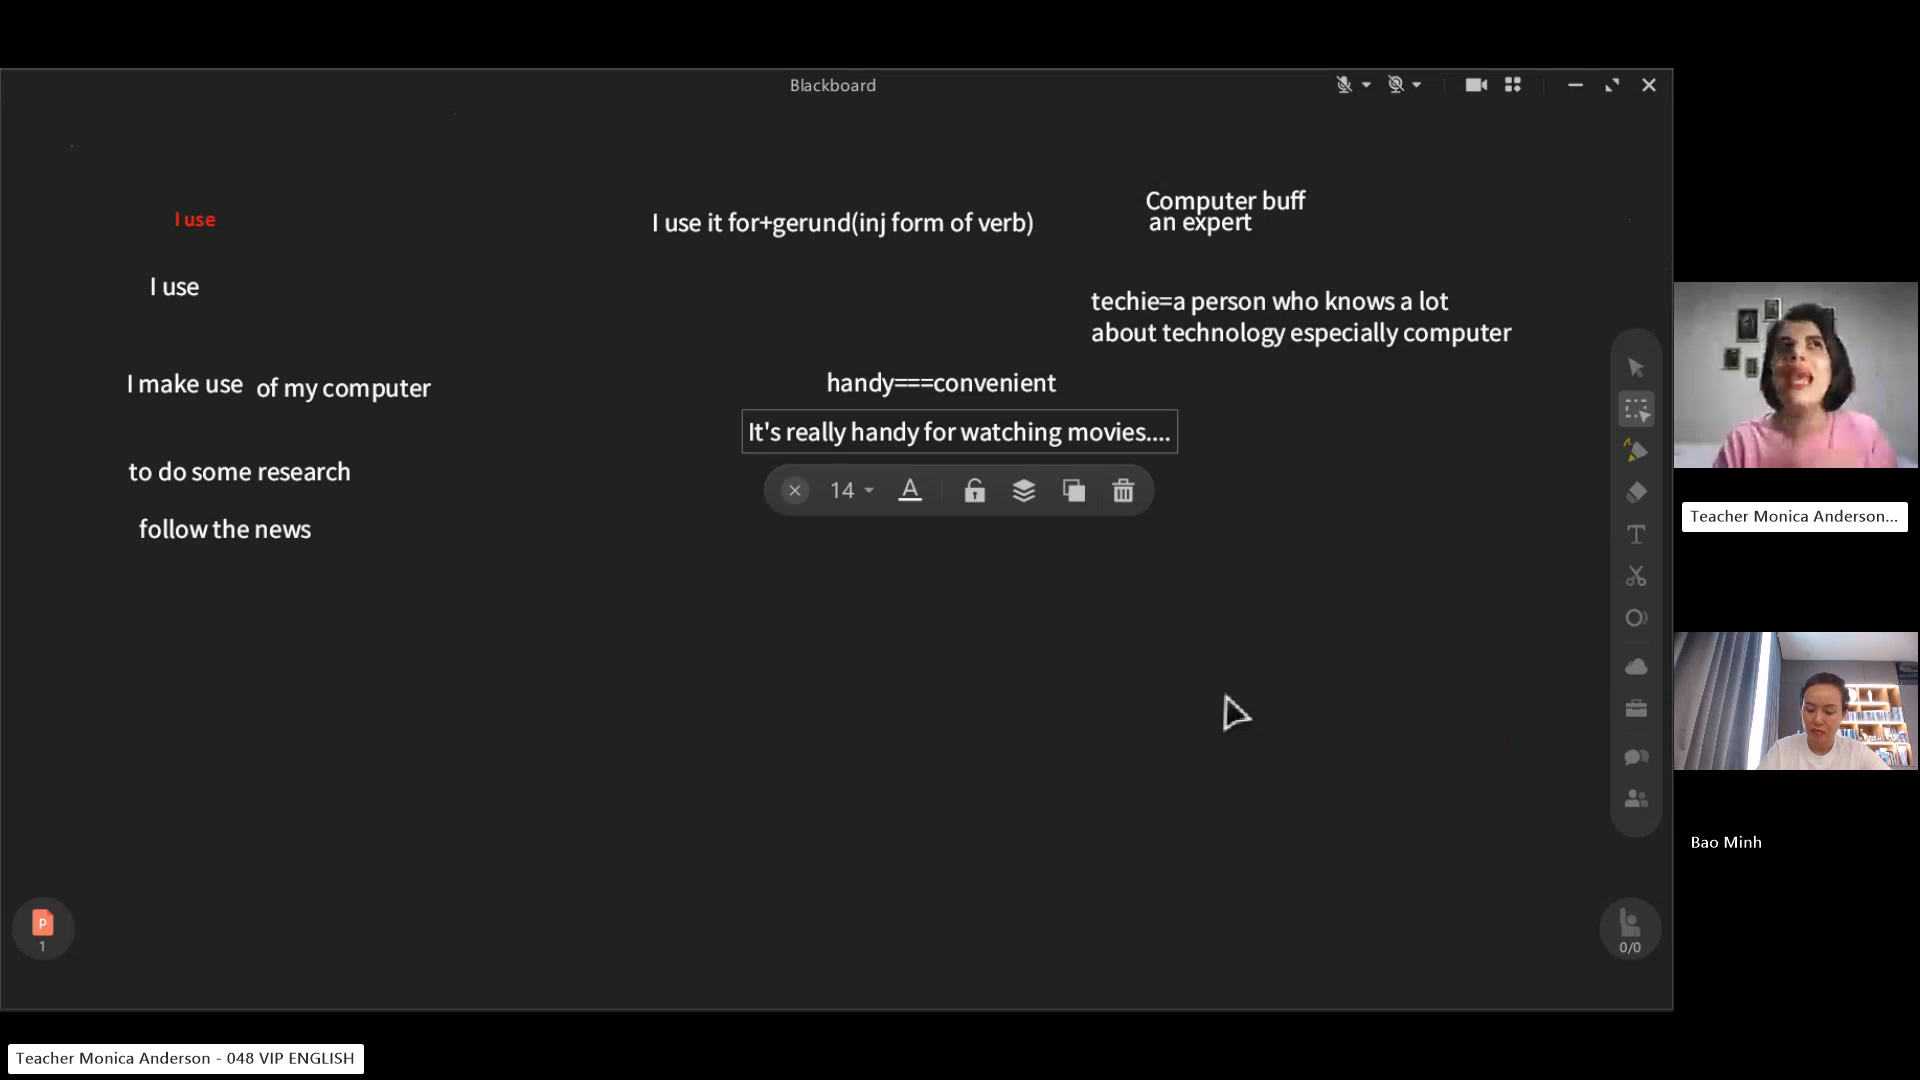 Blackboard
I use
I use it for+gerund(inj form of verb)
Computer buff
an expert
I use
techie=a person who knows a lot
about technology especially computer
I make use of my computer
handy===convenient
It's really handy for watching movies....
to do some research
14
follow the news
Teacher Monica Anderson...
Bao Minh
P
1
0/0
Teacher Monica Anderson - 048 VIP ENGLISH